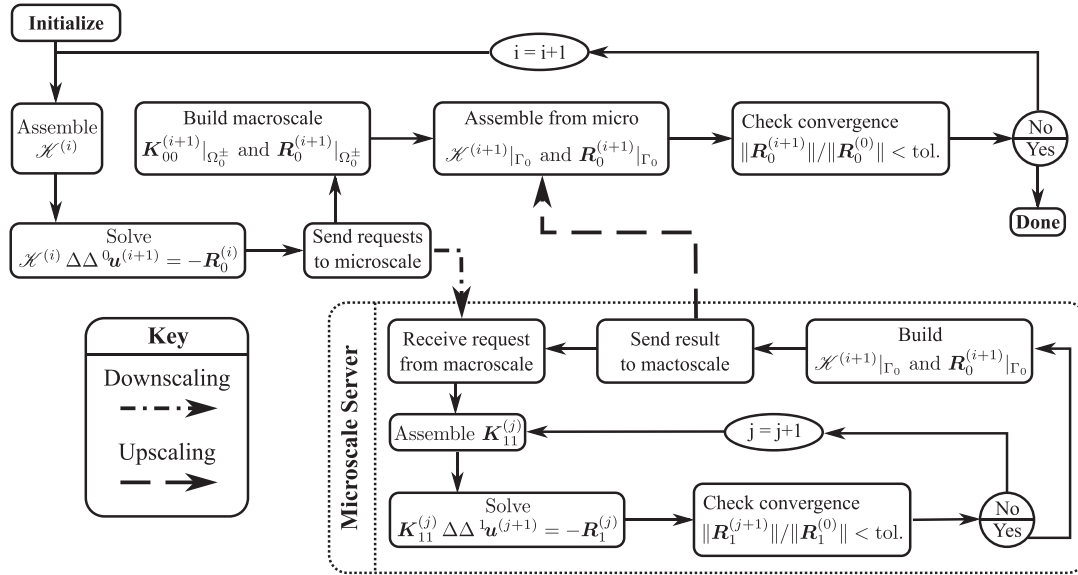 Initialize
i = i+1
Assemble
𝒦^(i)
Build macroscale
K_00^(i+1)|_Ω₀^± and R_0^(i+1)|_Ω₀^±
Assemble from micro
𝒦^(i+1)|_Γ₀ and R_0^(i+1)|_Γ₀
Check convergence
‖R_0^(i+1)‖/‖R_0^(0)‖ < tol.
No
Yes
Done
Solve
𝒦^(i) ΔΔ ⁰u^(i+1) = −R_0^(i)
Send requests
to microscale
Key
Downscaling
Upscaling
Microscale Server
Receive request
from macroscale
Send result
to mactoscale
Build
𝒦^(i+1)|_Γ₀ and R_0^(i+1)|_Γ₀
Assemble K_11^(j)
j = j+1
Solve
K_11^(j) ΔΔ ¹u^(j+1) = −R_1^(j)
Check convergence
‖R_1^(j+1)‖/‖R_1^(0)‖ < tol.
No
Yes